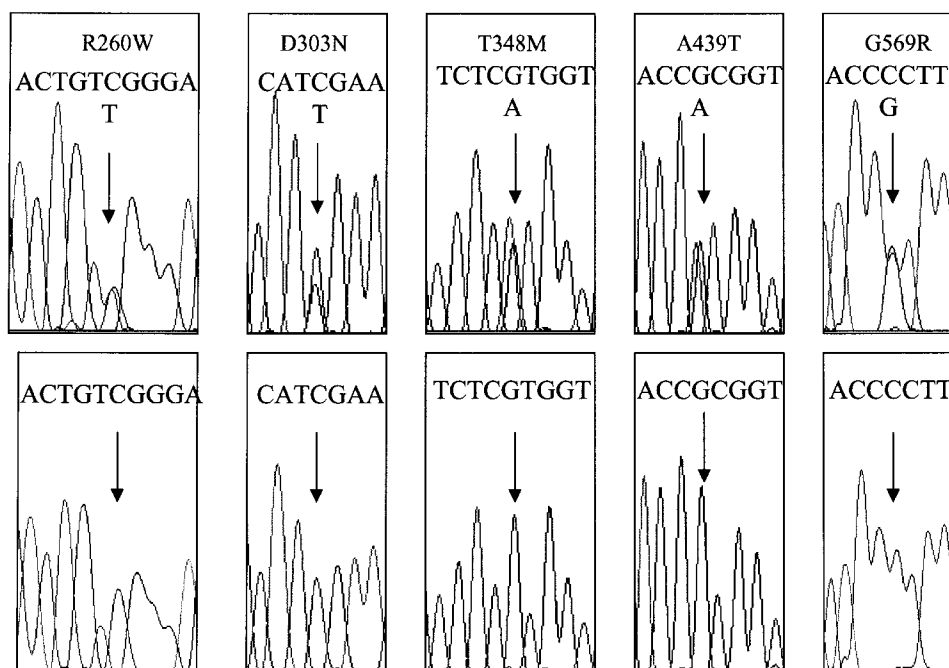 R260W
ACTGTCGGGA
T
D303N
CATCGAA
T
T348M
TCTCGTGGT
A
A439T
ACCGCGGT
A
G569R
ACCCCTT
G
ACTGTCGGGA
CATCGAA
TCTCGTGGT
ACCGCGGT
ACCCCTT